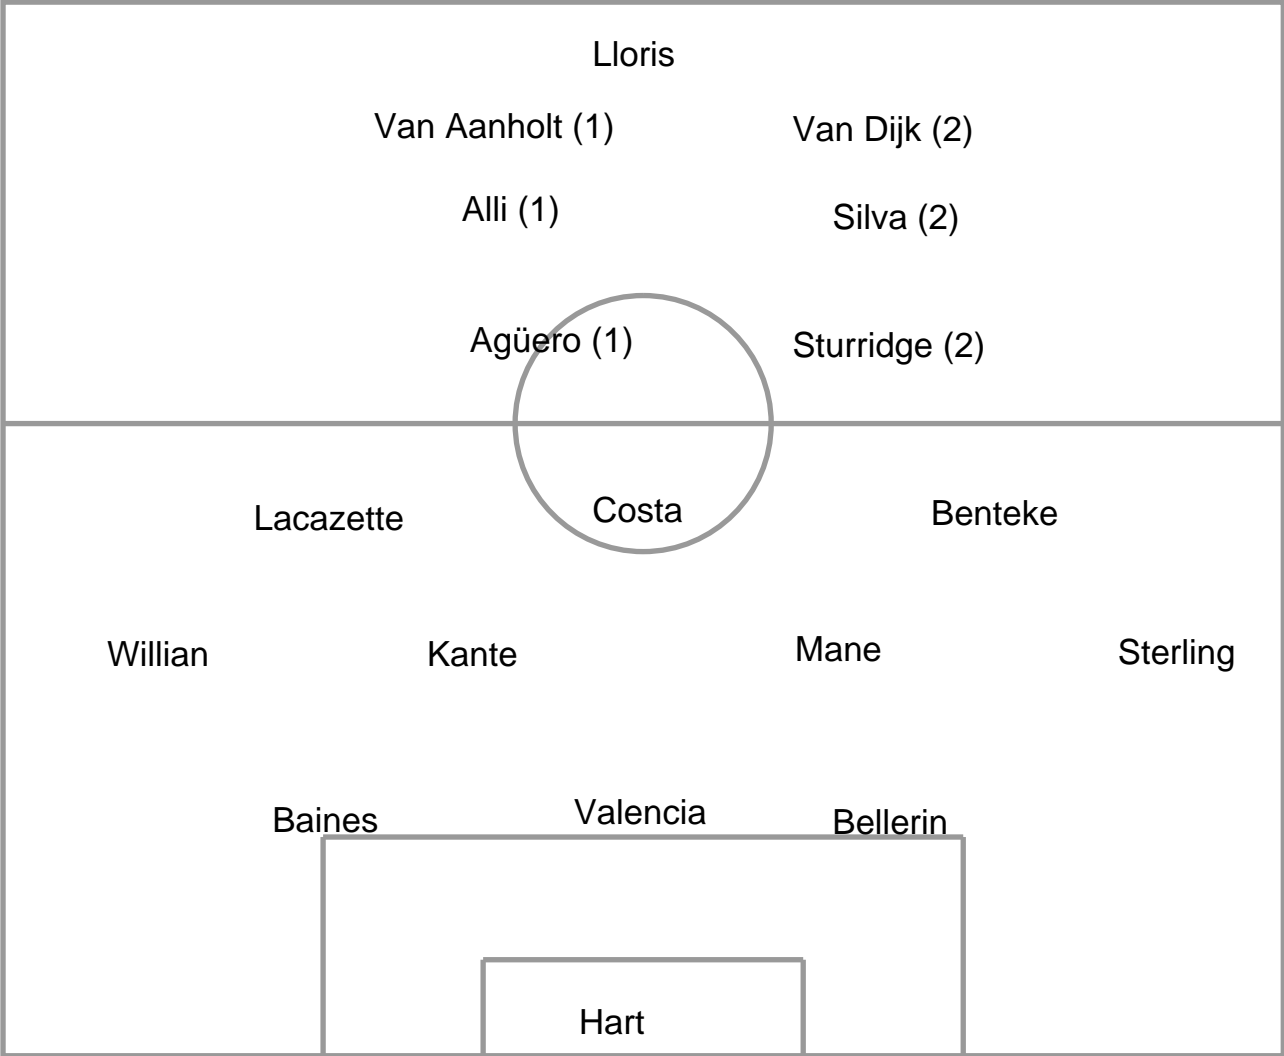 Lloris
Van Aanholt (1) Van Dijk (2)
Alli (1) Silva (2)
Agüero (1) Sturridge (2)
Lacazette Costa Benteke
Willian Kante Mane Sterling
Baines Valencia Bellerin
Hart